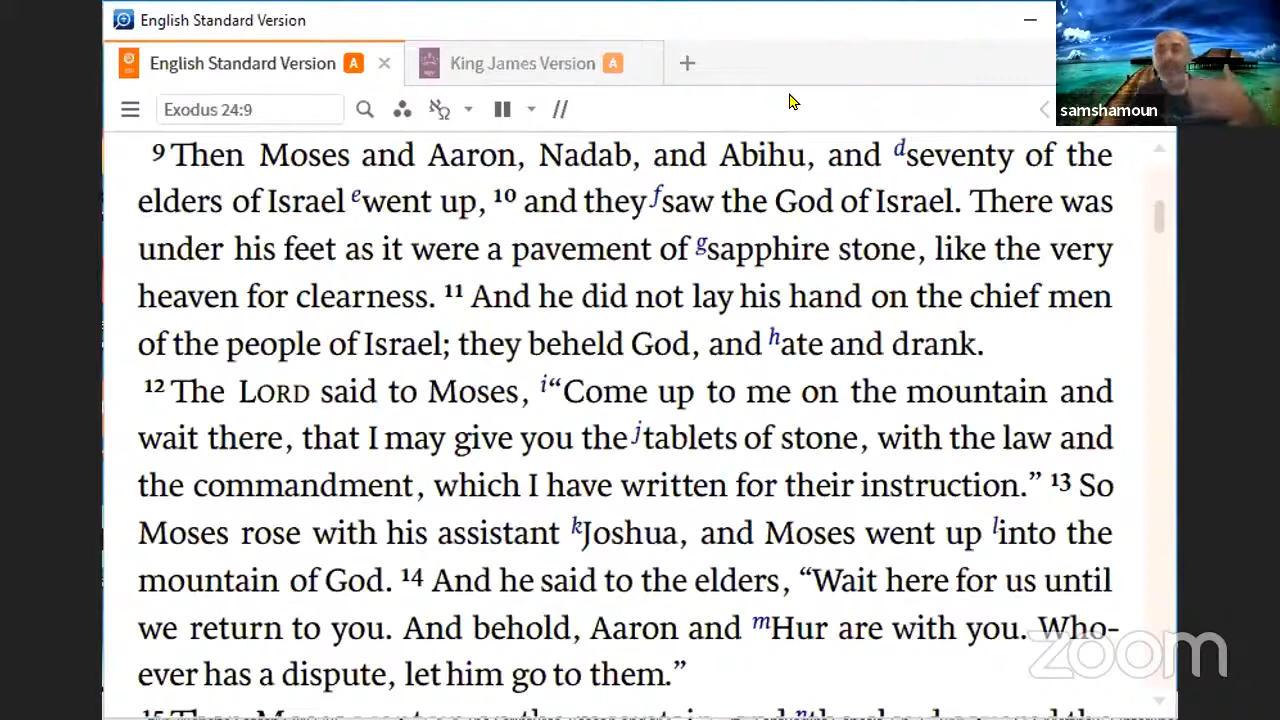 English Standard Version
English Standard Version A
King James Version A
Exodus 24:9
samshamoun
9 Then Moses and Aaron, Nadab, and Abihu, and dseventy of the
elders of Israel ewent up, 10 and they fsaw the God of Israel. There was
under his feet as it were a pavement of gsapphire stone, like the very
heaven for clearness. 11 And he did not lay his hand on the chief men
of the people of Israel; they beheld God, and hate and drank.
12 The LORD said to Moses, i“Come up to me on the mountain and
wait there, that I may give you the jtablets of stone, with the law and
the commandment, which I have written for their instruction.” 13 So
Moses rose with his assistant kJoshua, and Moses went up linto the
mountain of God. 14 And he said to the elders, “Wait here for us until
we return to you. And behold, Aaron and mHur are with you. Who-
ever has a dispute, let him go to them.”
zoom